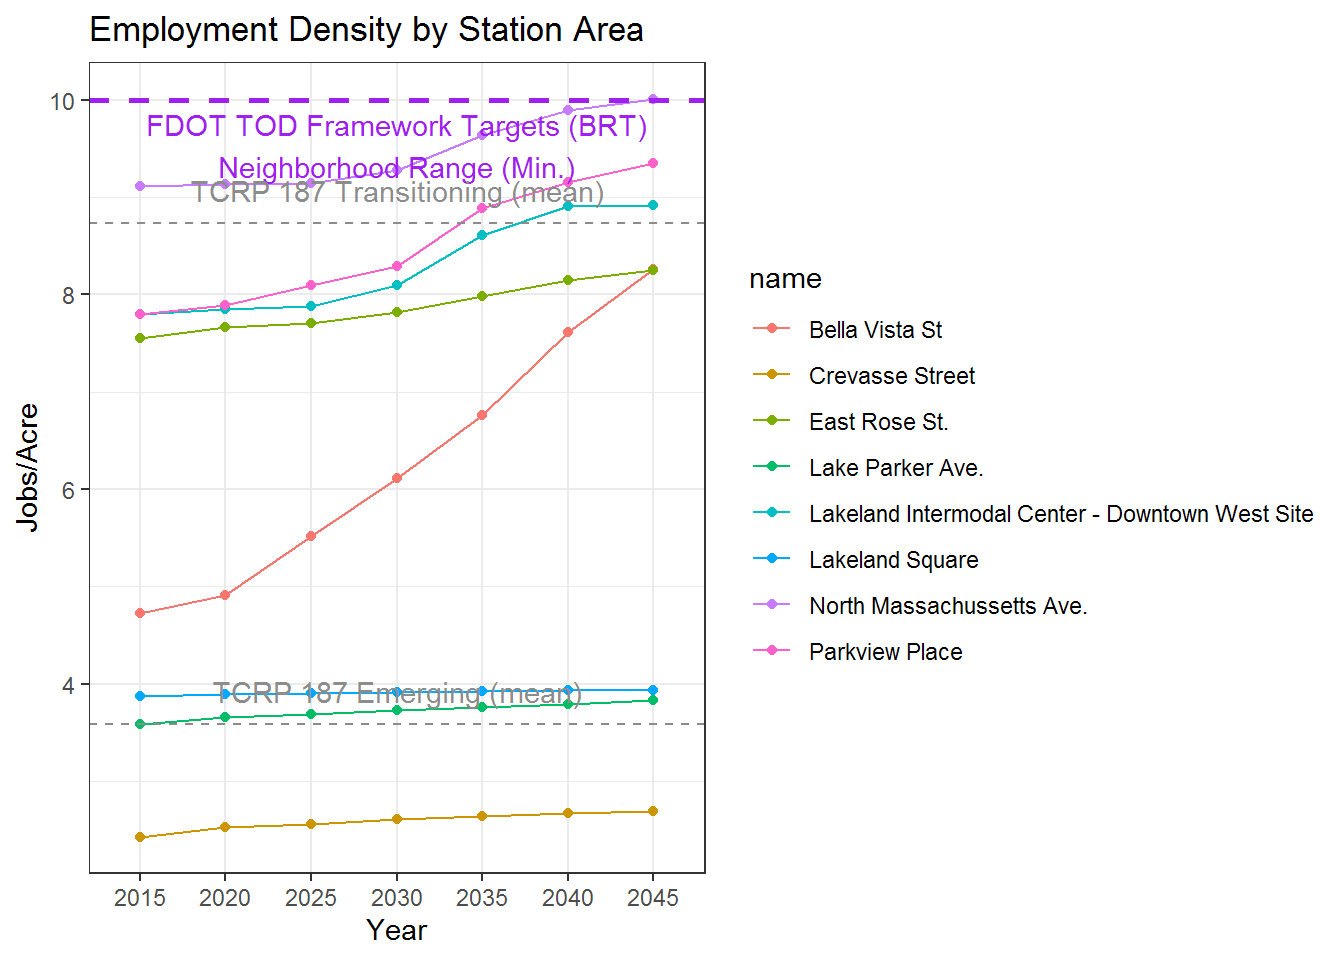 Employment Density by Station Area
10
8
6
4
Jobs/Acre
FDOT TOD Framework Targets (BRT)
Neighborhood Range (Min.)
TCRP 187 Transitioning (mean)
TCRP 187 Emerging (mean)
2015 2020 2025 2030 2035 2040 2045
Year
name
Bella Vista St
Crevasse Street
East Rose St.
Lake Parker Ave.
Lakeland Intermodal Center - Downtown West Site
Lakeland Square
North Massachussetts Ave.
Parkview Place